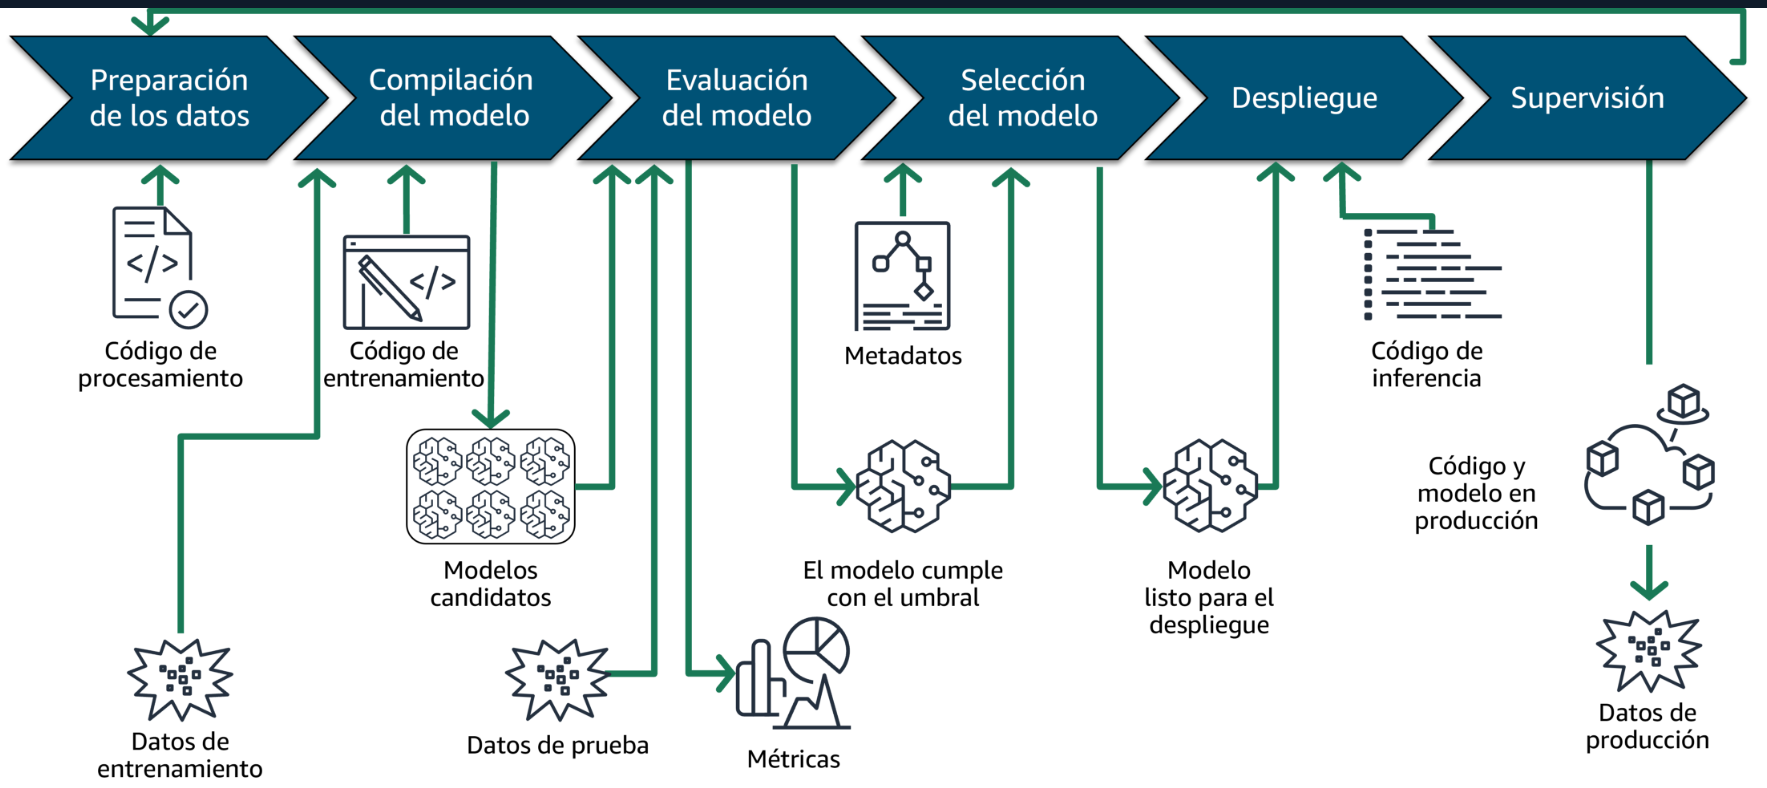 Preparación
de los datos
Compilación
del modelo
Evaluación
del modelo
Selección
del modelo
Despliegue
Supervisión
</>
Código de
procesamiento
</>
Código de
entrenamiento
Metadatos
Código de
inferencia
Código y
modelo en
producción
Modelos
candidatos
El modelo cumple
con el umbral
Modelo
listo para el
despliegue
Datos de
entrenamiento
Datos de prueba
Métricas
Datos de
producción